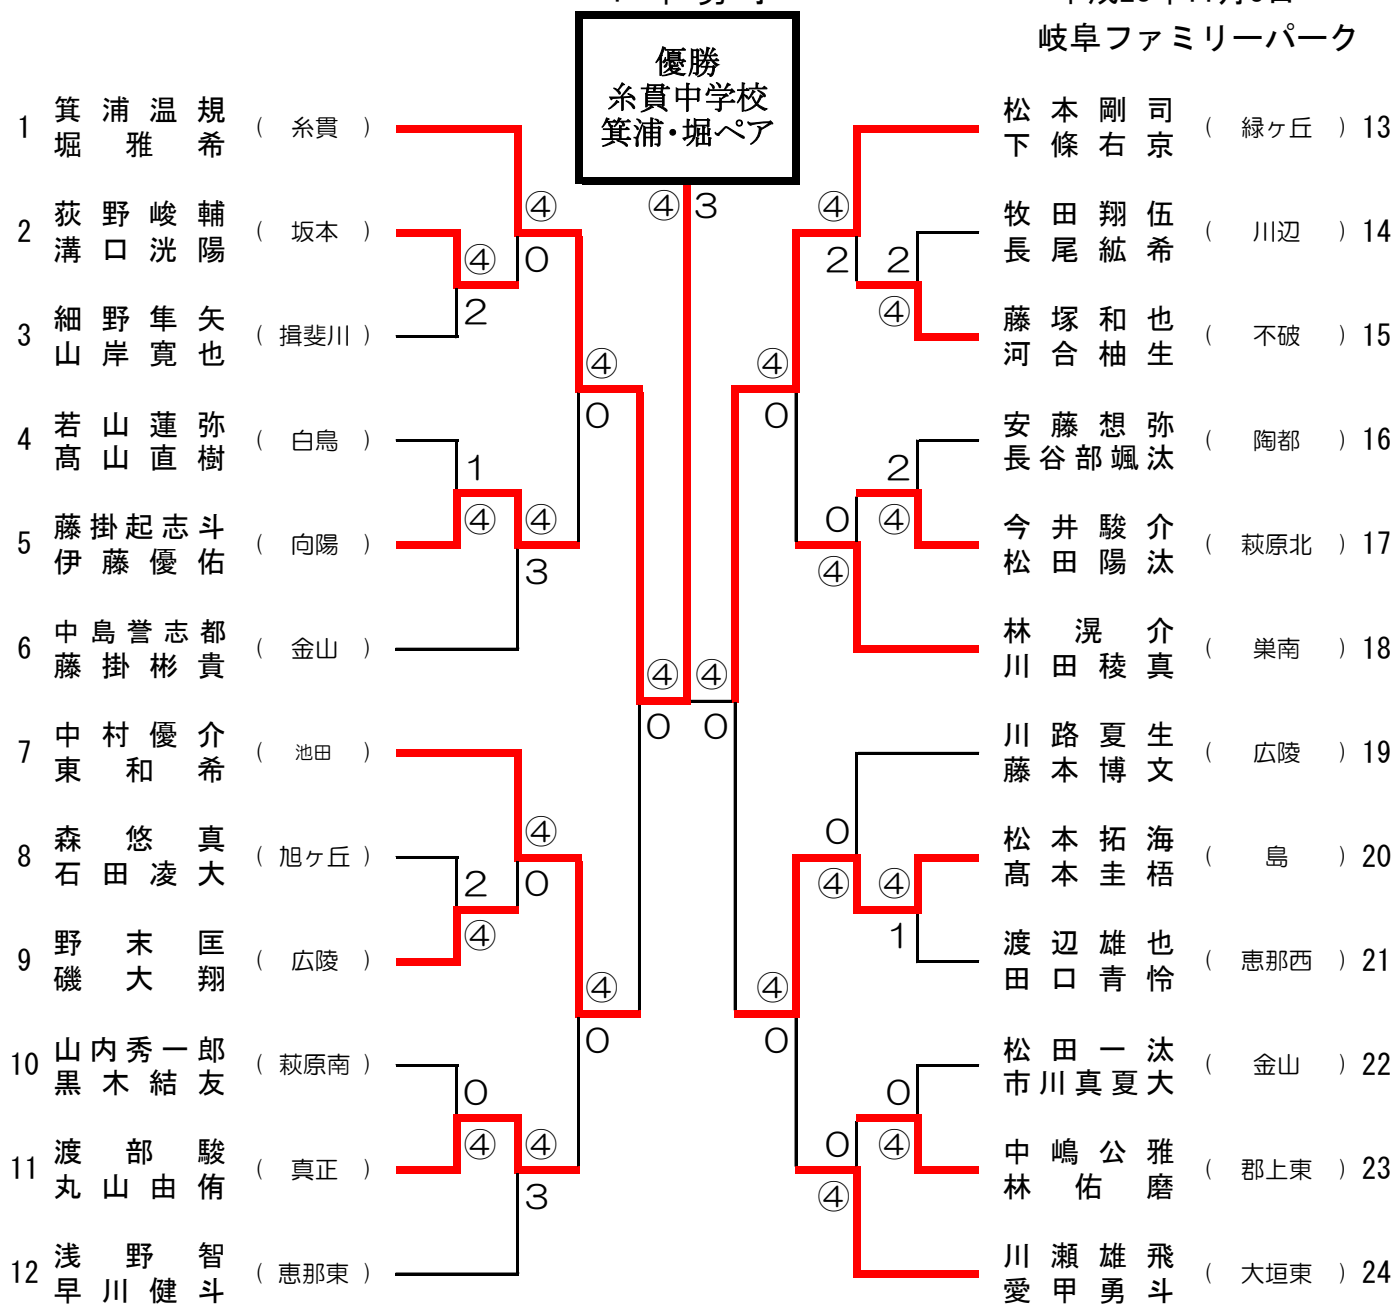 岐阜ファミリーパーク
優勝
糸貫中学校
箕浦・堀ペア
④ 3
1 箕浦温規 ( 糸貫 )
堀雅希
④
0
2 荻野峻輔 ( 坂本 )
溝口洸陽
④
2
3 細野隼矢 ( 揖斐川 )
山岸寛也
④
0
4 若山蓮弥 ( 白鳥 )
髙山直樹
1
④ ④
3
5 藤掛起志斗 ( 向陽 )
伊藤優佑
6 中島誉志都 ( 金山 )
藤掛彬貴
④ ④
0 0
7 中村優介 ( 池田 )
東和希
④
0
8 森悠真 ( 旭ヶ丘 )
石田凌大
2
④
9 野末匡 ( 広陵 )
磯大翔
④
0
10 山内秀一郎 ( 萩原南 )
黒木結友
0
④ ④
3
11 渡部駿 ( 真正 )
丸山由侑
12 浅野智 ( 恵那東 )
早川健斗
松本剛司 ( 緑ヶ丘 ) 13
下條右京
④
2 2
牧田翔伍 ( 川辺 ) 14
長尾紘希
④
藤塚和也 ( 不破 ) 15
河合柚生
④
0
安藤想弥 ( 陶都 ) 16
長谷部颯汰
2
0 ④
④
今井駿介 ( 萩原北 ) 17
松田陽汰
林滉介 ( 巣南 ) 18
川田稜真
川路夏生 ( 広陵 ) 19
藤本博文
0
④ ④
1
松本拓海 ( 島 ) 20
髙本圭梧
渡辺雄也 ( 恵那西 ) 21
田口青怜
④
0
松田一汰 ( 金山 ) 22
市川真夏大
0
0 ④
④
中嶋公雅 ( 郡上東 ) 23
林佑磨
川瀬雄飛 ( 大垣東 ) 24
愛甲勇斗